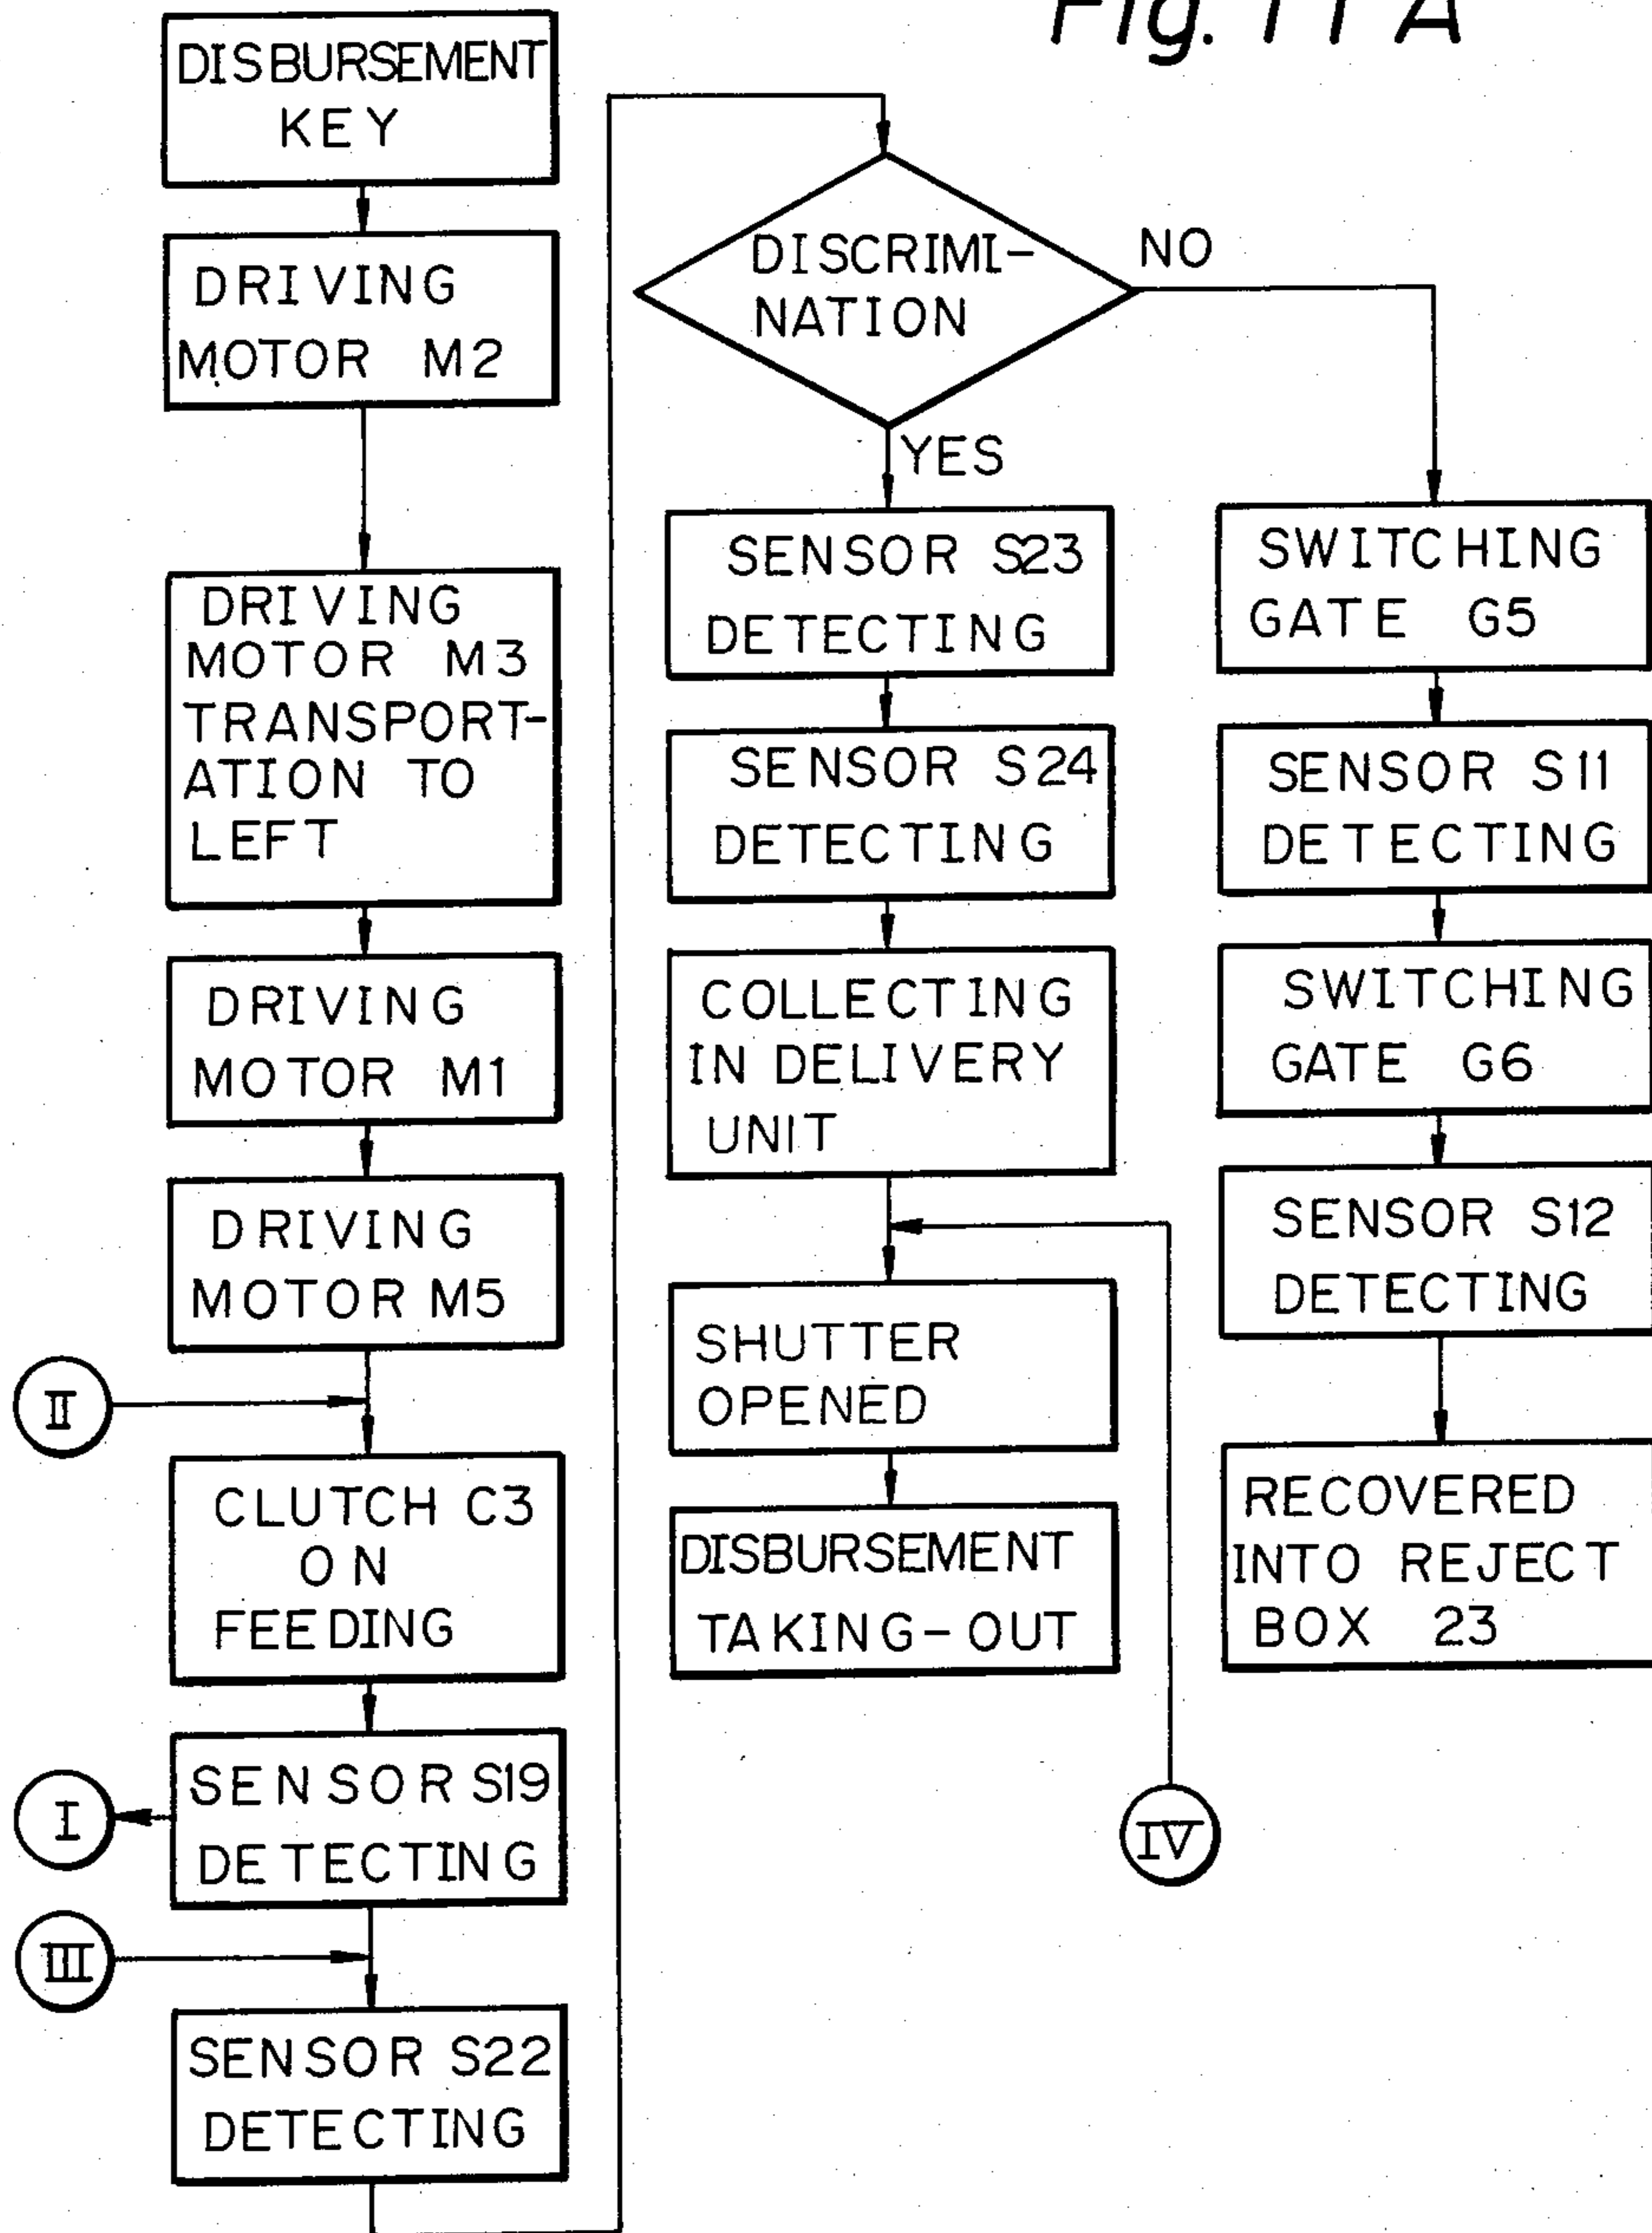 Fig. 11 A
DISBURSEMENT
KEY
DRIVING
MOTOR M2
DRIVING
MOTOR M3
TRANSPORT-
ATION TO
LEFT
DRIVING
MOTOR M1
DRIVING
MOTOR M5
II
CLUTCH C3
ON
FEEDING
SENSOR S19
DETECTING
I
III
SENSOR S22
DETECTING
DISCRIMI-
NATION
NO
YES
SENSOR S23
DETECTING
SENSOR S24
DETECTING
COLLECTING
IN DELIVERY
UNIT
SHUTTER
OPENED
DISBURSEMENT
TAKING-OUT
IV
SWITCHING
GATE G5
SENSOR S11
DETECTING
SWITCHING
GATE G6
SENSOR S12
DETECTING
RECOVERED
INTO REJECT
BOX 23